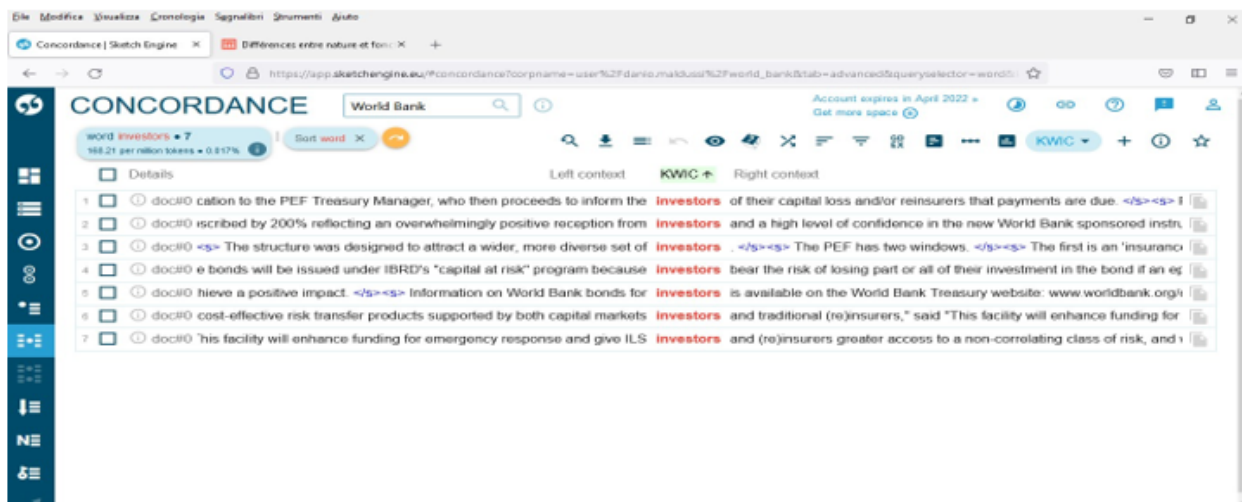 File Modifica Visualizza Cronologia Segnalibri Strumenti Aiuto
Concordance | Sketch Engine × Différences entre nature et fonc × +
https://app.sketchengine.eu/#concordance?corpname=user%2Fdanio.maldussi%2Fworld_bank&tab=advanced&queryselector=word&
CONCORDANCE World Bank
Account expires in April 2022 »
Get more space
word investors • 7
168.21 per million tokens • 0.017%
Sort word ×
KWIC
Details Left context KWIC Right context
1 doc#0 cation to the PEF Treasury Manager, who then proceeds to inform the investors of their capital loss and/or reinsurers that payments are due. </s><s>
2 doc#0 scribed by 200% reflecting an overwhelmingly positive reception from investors and a high level of confidence in the new World Bank sponsored instru
3 doc#0 <s> The structure was designed to attract a wider, more diverse set of investors . </s><s> The PEF has two windows. </s><s> The first is an 'insuranc
4 doc#0 e bonds will be issued under IBRD's "capital at risk" program because investors bear the risk of losing part or all of their investment in the bond if an ep
5 doc#0 hieve a positive impact. </s><s> Information on World Bank bonds for investors is available on the World Bank Treasury website: www.worldbank.org/
6 doc#0 cost-effective risk transfer products supported by both capital markets investors and traditional (re)insurers," said "This facility will enhance funding for
7 doc#0 This facility will enhance funding for emergency response and give ILS investors and (re)insurers greater access to a non-correlating class of risk, and